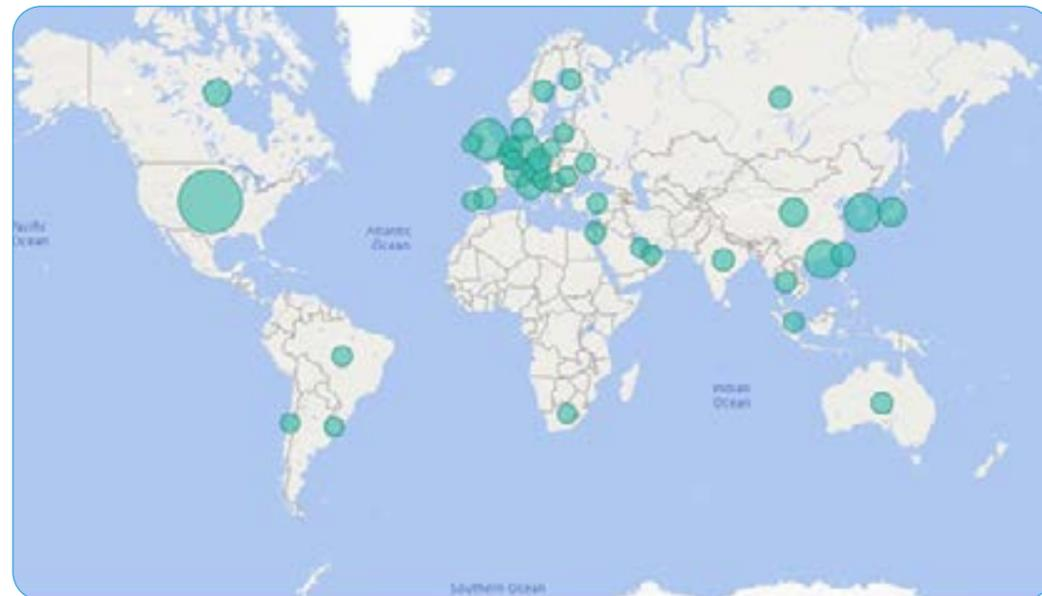 Pacific
Ocean
Atlantic
Ocean
Indian
Ocean
Southern Ocean